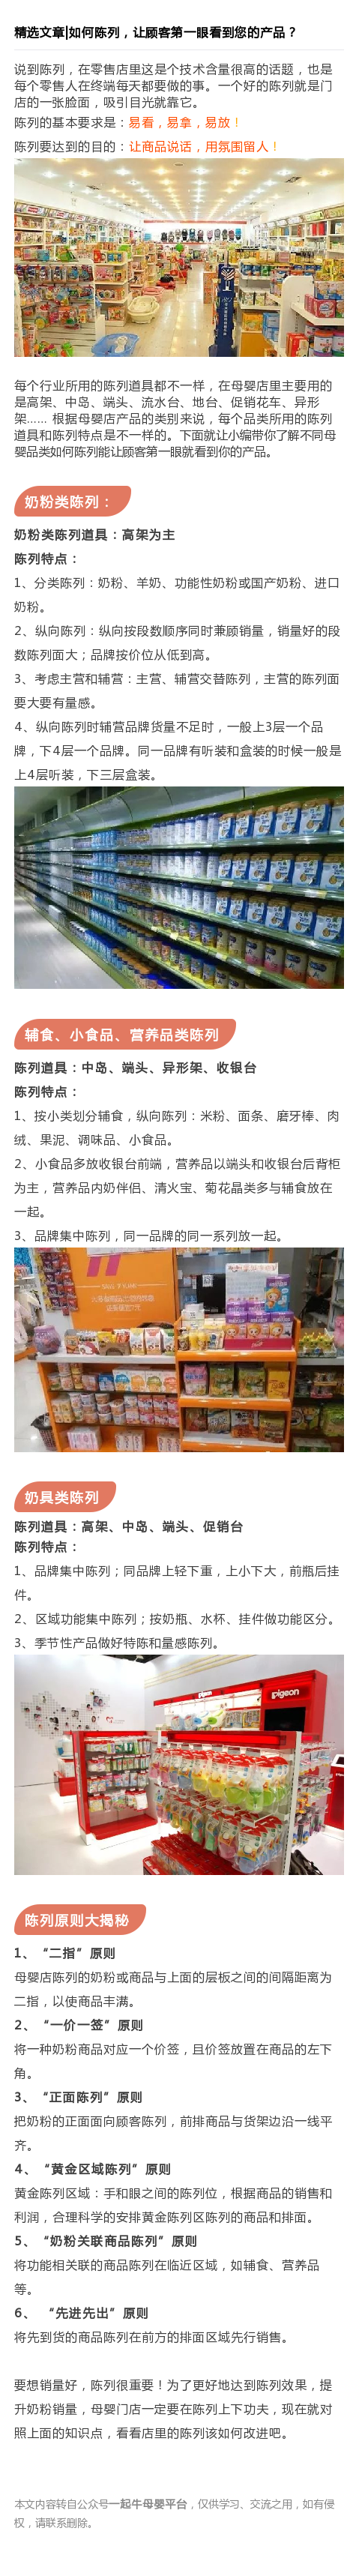 精选文章|如何陈列，让顾客第一眼看到您的产品？
说到陈列，在零售店里这是个技术含量很高的话题，也是
每个零售人在终端每天都要做的事。一个好的陈列就是门
店的一张脸面，吸引目光就靠它。
陈列的基本要求是：易看，易拿，易放！
陈列要达到的目的：让商品说话，用氛围留人！
每个行业所用的陈列道具都不一样，在母婴店里主要用的
是高架、中岛、端头、流水台、地台、促销花车、异形
架…… 根据母婴店产品的类别来说，每个品类所用的陈列
道具和陈列特点是不一样的。下面就让小编带你了解不同母
婴品类如何陈列能让顾客第一眼就看到你的产品。
奶粉类陈列：
奶粉类陈列道具：高架为主
陈列特点：
1、分类陈列：奶粉、羊奶、功能性奶粉或国产奶粉、进口
奶粉。
2、纵向陈列：纵向按段数顺序同时兼顾销量，销量好的段
数陈列面大；品牌按价位从低到高。
3、考虑主营和辅营：主营、辅营交替陈列，主营的陈列面
要大要有量感。
4、纵向陈列时辅营品牌货量不足时，一般上3层一个品
牌，下4层一个品牌。同一品牌有听装和盒装的时候一般是
上4层听装，下三层盒装。
辅食、小食品、营养品类陈列
陈列道具：中岛、端头、异形架、收银台
陈列特点：
1、按小类划分辅食，纵向陈列：米粉、面条、磨牙棒、肉
绒、果泥、调味品、小食品。
2、小食品多放收银台前端，营养品以端头和收银台后背柜
为主，营养品内奶伴侣、清火宝、菊花晶类多与辅食放在
一起。
3、品牌集中陈列，同一品牌的同一系列放一起。
奶具类陈列
陈列道具：高架、中岛、端头、促销台
陈列特点：
1、品牌集中陈列；同品牌上轻下重，上小下大，前瓶后挂
件。
2、区域功能集中陈列；按奶瓶、水杯、挂件做功能区分。
3、季节性产品做好特陈和量感陈列。
Pigeon
陈列原则大揭秘
1、“二指”原则
母婴店陈列的奶粉或商品与上面的层板之间的间隔距离为
二指，以使商品丰满。
2、“一价一签”原则
将一种奶粉商品对应一个价签，且价签放置在商品的左下
角。
3、“正面陈列”原则
把奶粉的正面面向顾客陈列，前排商品与货架边沿一线平
齐。
4、“黄金区域陈列”原则
黄金陈列区域：手和眼之间的陈列位，根据商品的销售和
利润，合理科学的安排黄金陈列区陈列的商品和排面。
5、“奶粉关联商品陈列”原则
将功能相关联的商品陈列在临近区域，如辅食、营养品
等。
6、 “先进先出”原则
将先到货的商品陈列在前方的排面区域先行销售。
要想销量好，陈列很重要！为了更好地达到陈列效果，提
升奶粉销量，母婴门店一定要在陈列上下功夫，现在就对
照上面的知识点，看看店里的陈列该如何改进吧。
本文内容转自公众号一起牛母婴平台，仅供学习、交流之用，如有侵
权，请联系删除。